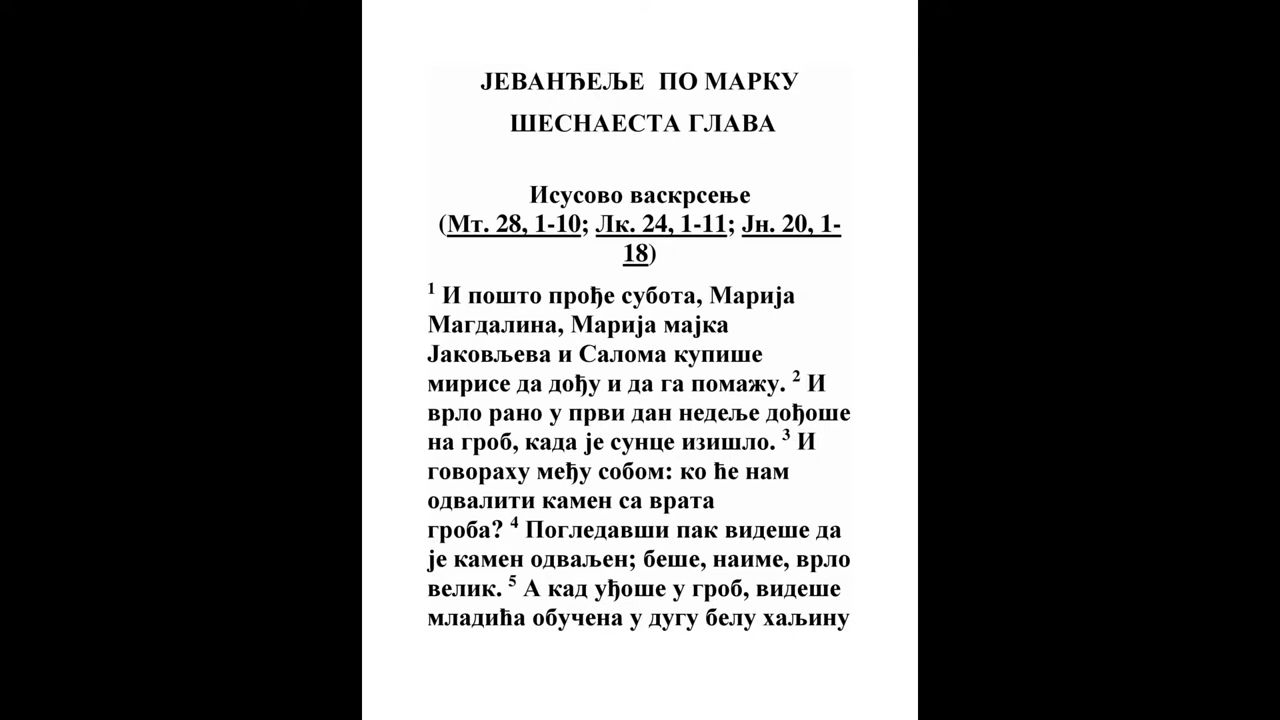 ЈЕВАНЂЕЉЕ ПО МАРКУ
ШЕСНАЕСТА ГЛАВА
Исусово васкрсење
(Мт. 28, 1-10; Лк. 24, 1-11; Јн. 20, 1-
18)
1 И пошто прође субота, Марија
Магдалина, Марија мајка
Јаковљева и Салома купише
мирисе да дођу и да га помажу. 2 И
врло рано у први дан недеље дођоше
на гроб, када је сунце изишло. 3 И
говораху међу собом: ко ће нам
одвалити камен са врата
гроба? 4 Погледавши пак видеше да
је камен одваљен; беше, наиме, врло
велик. 5 А кад уђоше у гроб, видеше
младића обучена у дугу белу хаљину